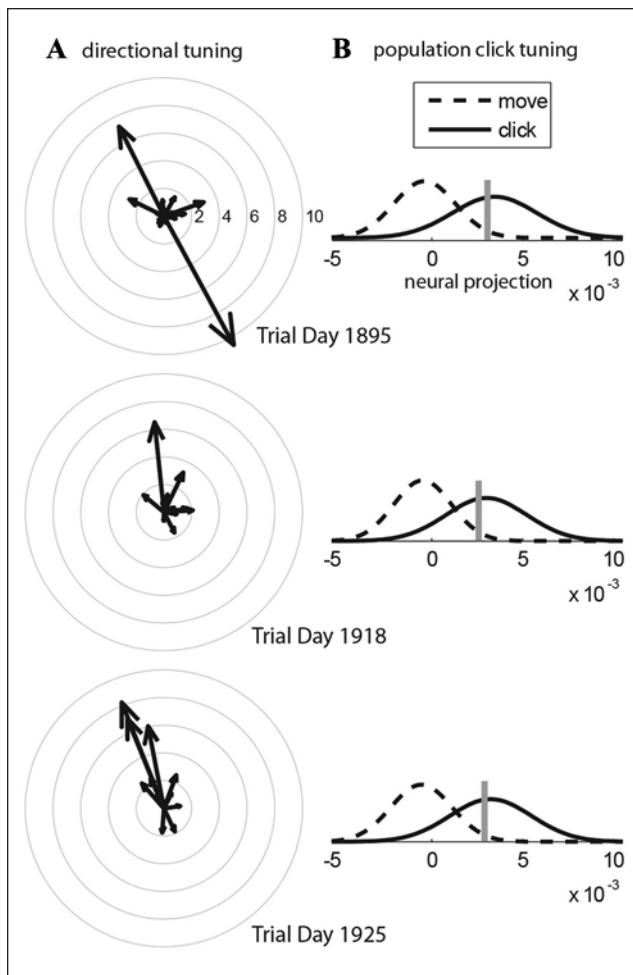 A directional tuning
B population click tuning
move
click
2 4 6 8 10
-5 0 5 10
neural projection
x 10-3
Trial Day 1895
-5 0 5 10
x 10-3
Trial Day 1918
-5 0 5 10
x 10-3
Trial Day 1925